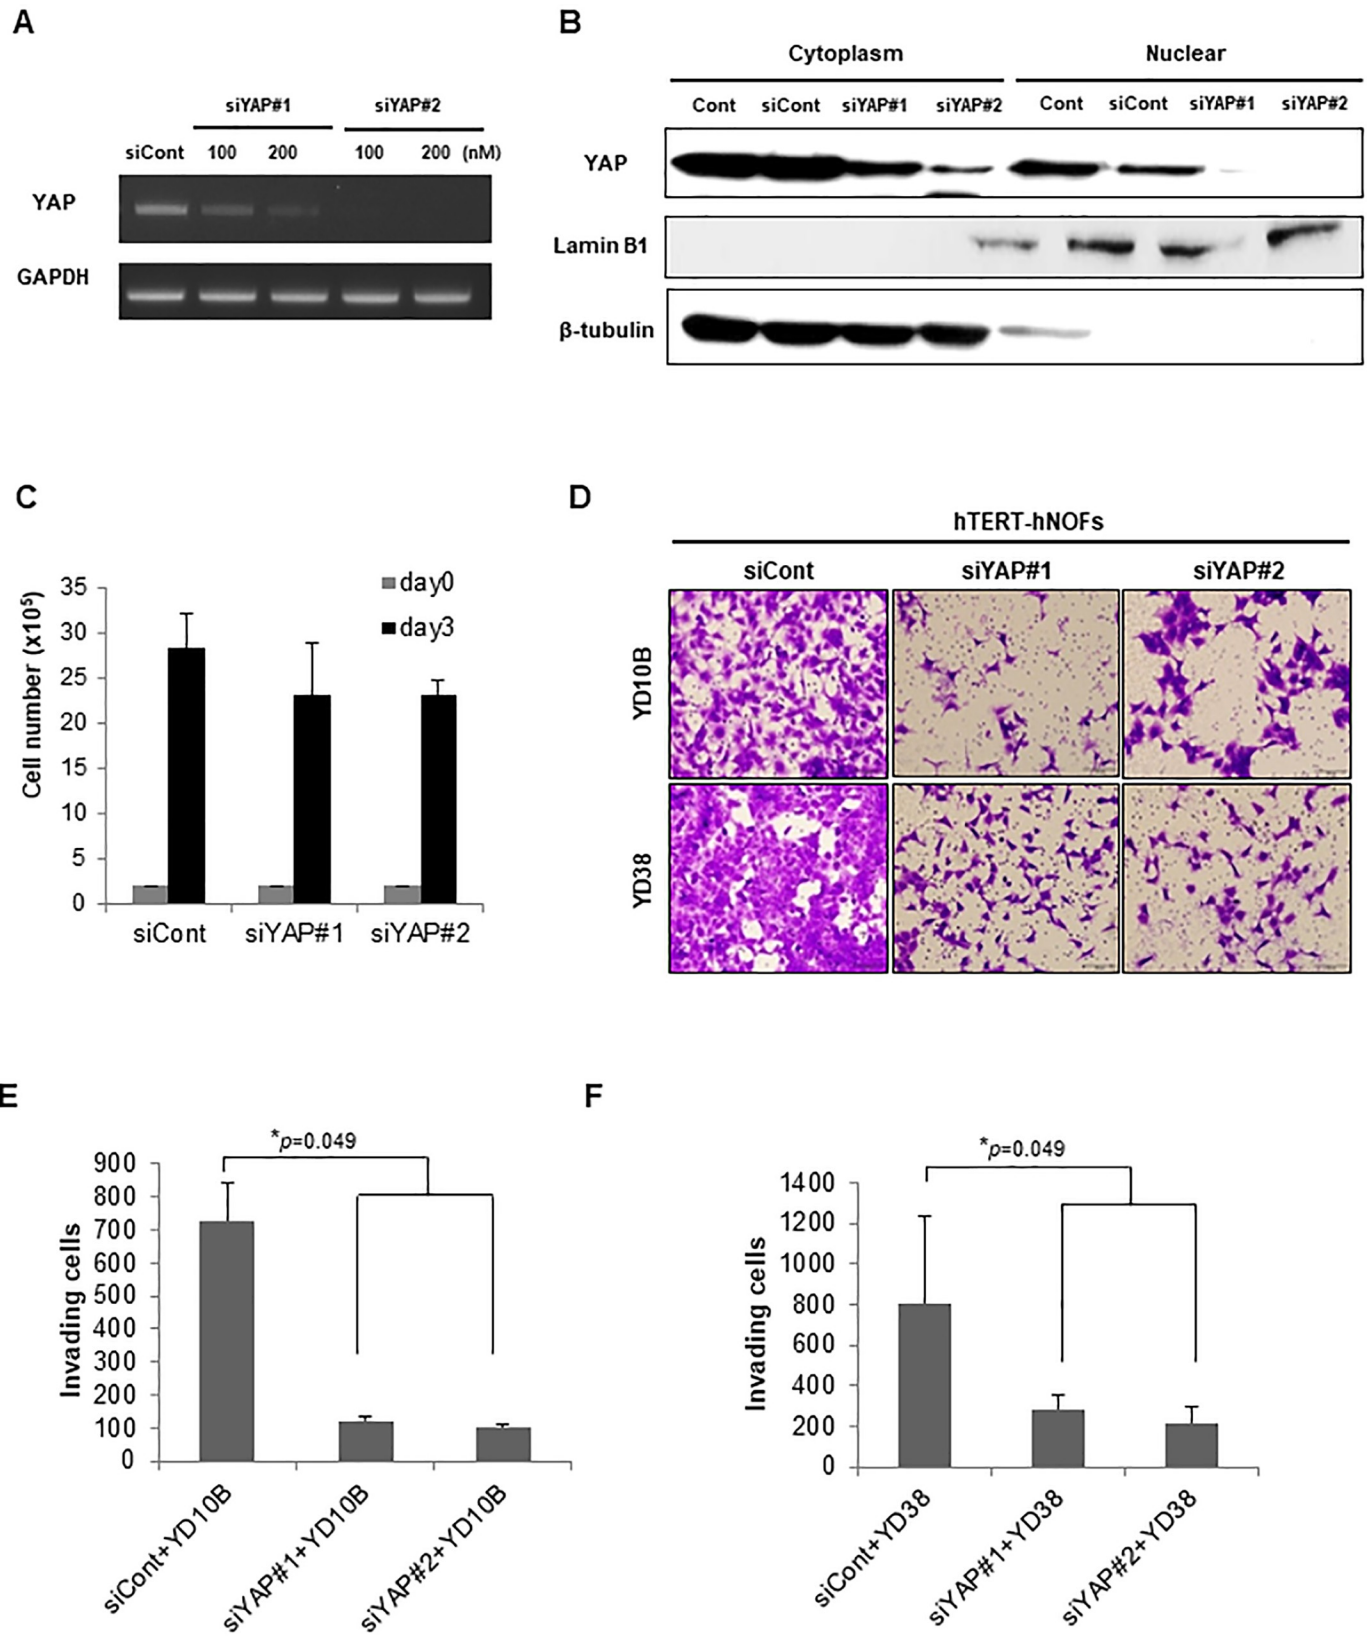 A
siYAP#1 siYAP#2
siCont 100 200 100 200 (nM)
YAP
GAPDH
B
Cytoplasm Nuclear
Cont siCont siYAP#1 siYAP#2 Cont siCont siYAP#1 siYAP#2
YAP
Lamin B1
β-tubulin
C
day0
day3
Cell number (x10⁵)
35
30
25
20
15
10
5
0
siCont siYAP#1 siYAP#2
D
hTERT-hNOFs
siCont siYAP#1 siYAP#2
YD10B
YD38
E
*p=0.049
Invading cells
900
800
700
600
500
400
300
200
100
0
siCont+YD10B
siYAP#1+YD10B
siYAP#2+YD10B
F
*p=0.049
Invading cells
1400
1200
1000
800
600
400
200
0
siCont+YD38
siYAP#1+YD38
siYAP#2+YD38